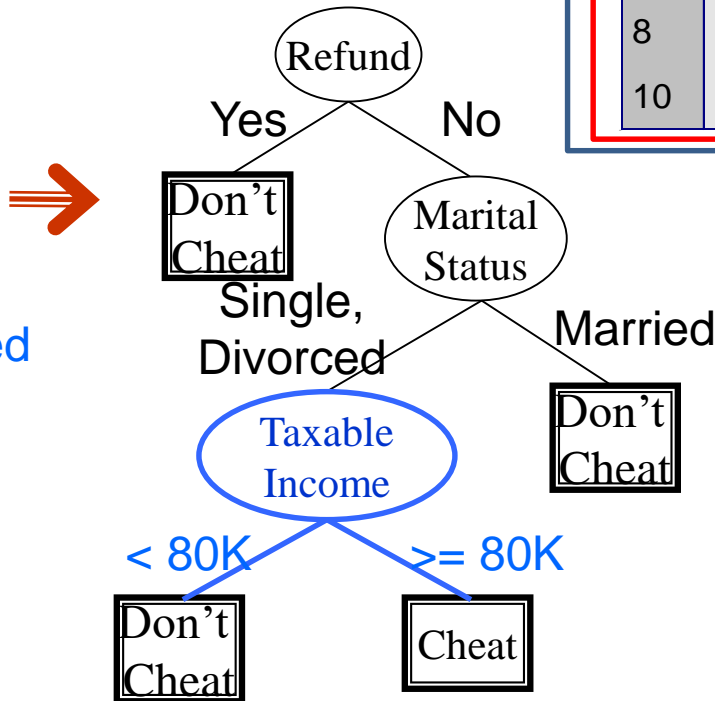 8
10
Refund
Yes
No
Don't
Cheat
Marital
Status
Single,
Divorced
Married
Taxable
Income
Don't
Cheat
< 80K
>= 80K
Don't
Cheat
Cheat